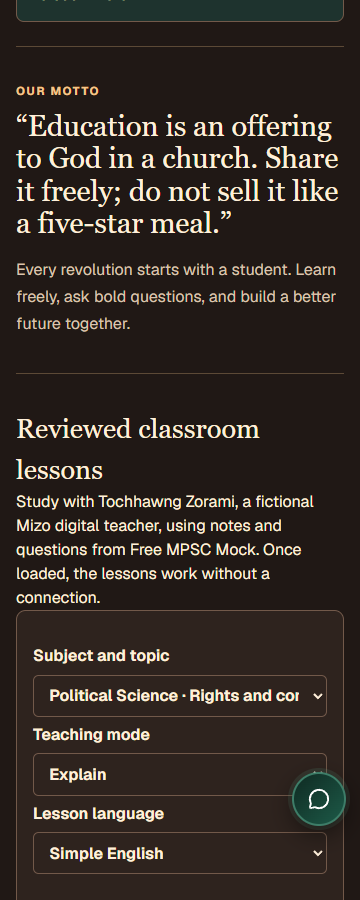 OUR MOTTO
“Education is an offering
to God in a church. Share
it freely; do not sell it like
a five-star meal.”
Every revolution starts with a student. Learn
freely, ask bold questions, and build a better
future together.
Reviewed classroom
lessons
Study with Tochhawng Zorami, a fictional
Mizo digital teacher, using notes and
questions from Free MPSC Mock. Once
loaded, the lessons work without a
connection.
Subject and topic
Political Science · Rights and
Teaching mode
Explain
Lesson language
Simple English